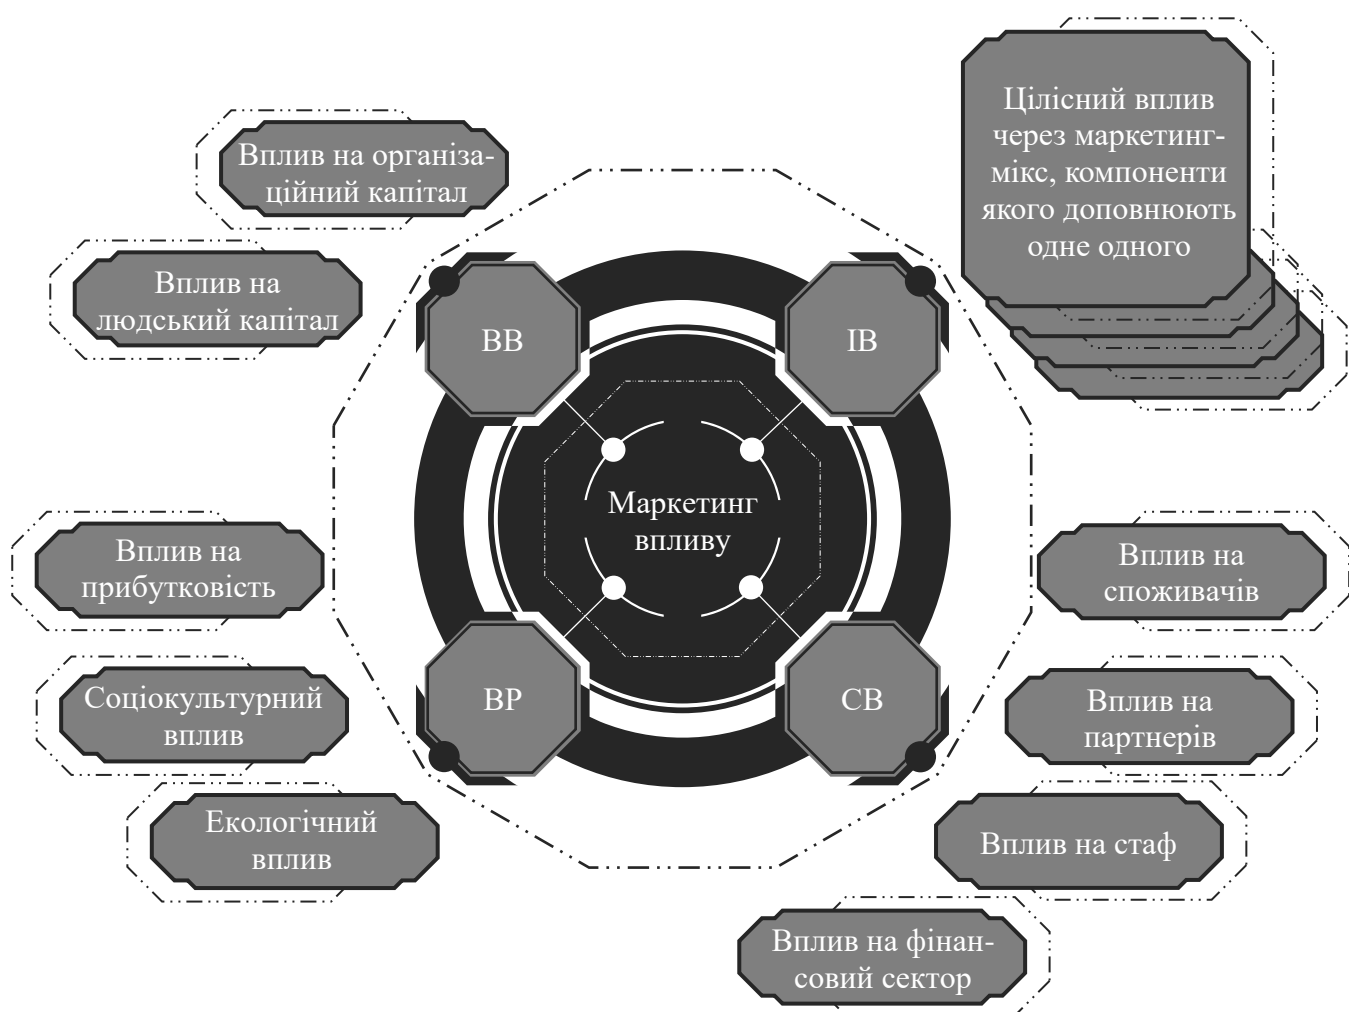 Вплив на організа-
ційний капітал
Вплив на
людський капітал
Цілісний вплив
через маркетинг-
мікс, компоненти
якого доповнюють
одне одного
ВВ
ІВ
Маркетинг
впливу
ВР
СВ
Вплив на
прибутковість
Соціокультурний
вплив
Екологічний
вплив
Вплив на
споживачів
Вплив на
партнерів
Вплив на стаф
Вплив на фінан-
совий сектор